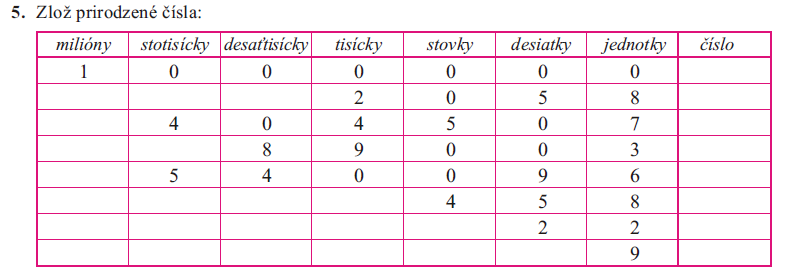 5. Zlož prirodzené čísla:
milióny stotisícky desaťtisícky tisícky stovky desiatky jednotky číslo
1 0 0 0 0 0 0
2 0 5 8
4 0 4 5 0 7
8 9 0 0 3
5 4 0 0 9 6
4 5 8
2 2
9